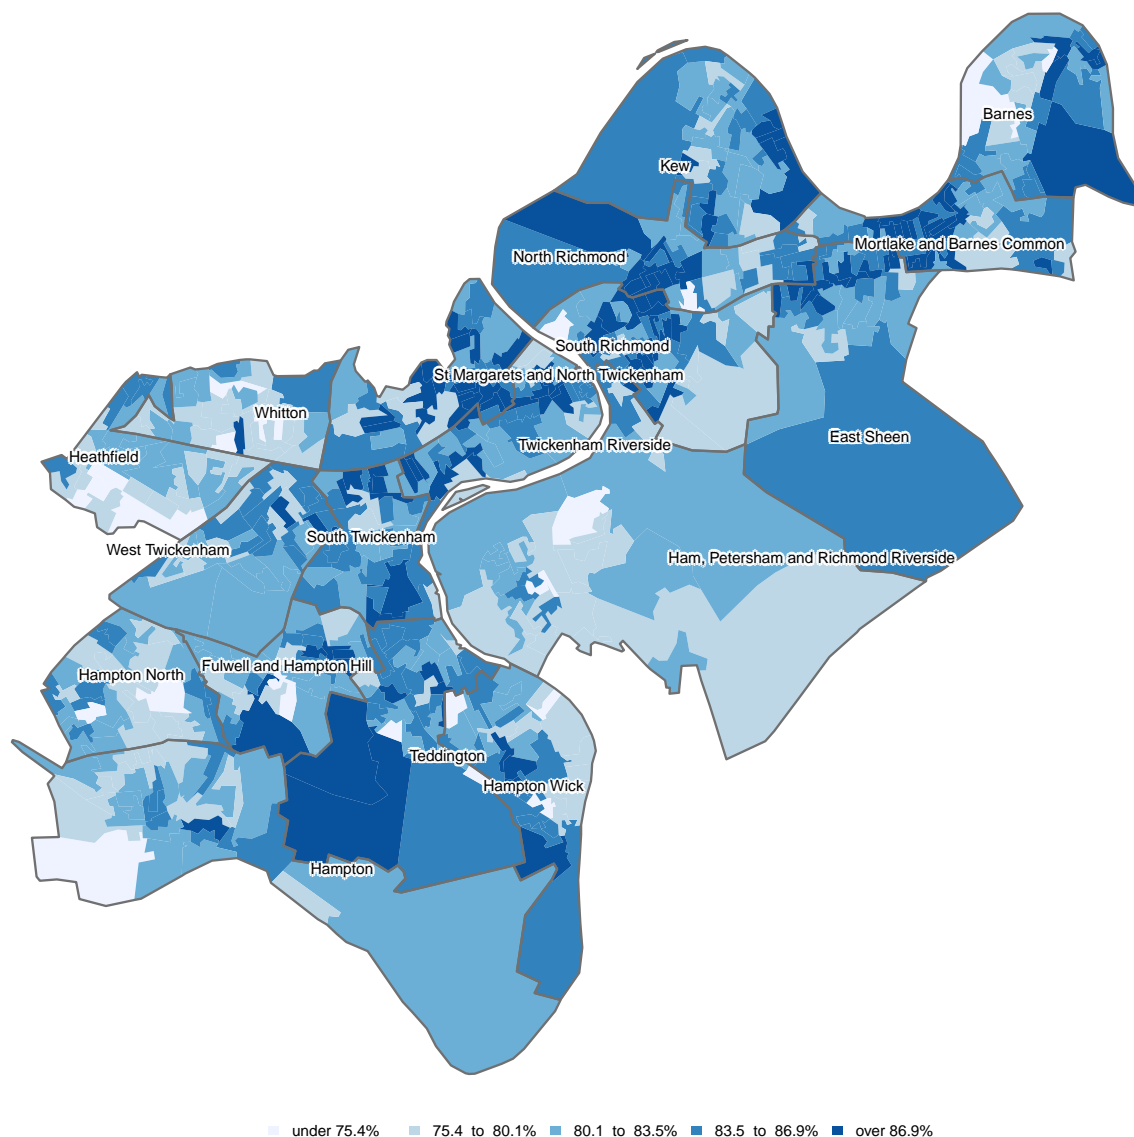 Barnes
Kew
Mortlake and Barnes Common
North Richmond
South Richmond
St Margarets and North Twickenham
Whitton
East Sheen
Twickenham Riverside
Heathfield
South Twickenham
West Twickenham
Ham, Petersham and Richmond Riverside
Fulwell and Hampton Hill
Hampton North
Teddington
Hampton Wick
Hampton
under 75.4% 75.4 to 80.1% 80.1 to 83.5% 83.5 to 86.9% over 86.9%